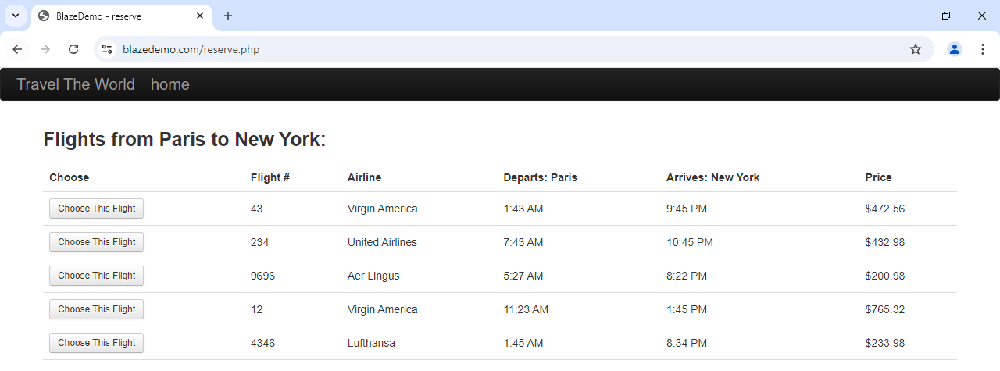 BlazeDemo - reserve
blazedemo.com/reserve.php
Travel The World home
Flights from Paris to New York:
Choose Flight # Airline Departs: Paris Arrives: New York Price
Choose This Flight 43 Virgin America 1:43 AM 9:45 PM $472.56
Choose This Flight 234 United Airlines 7:43 AM 10:45 PM $432.98
Choose This Flight 9696 Aer Lingus 5:27 AM 8:22 PM $200.98
Choose This Flight 12 Virgin America 11:23 AM 1:45 PM $765.32
Choose This Flight 4346 Lufthansa 1:45 AM 8:34 PM $233.98